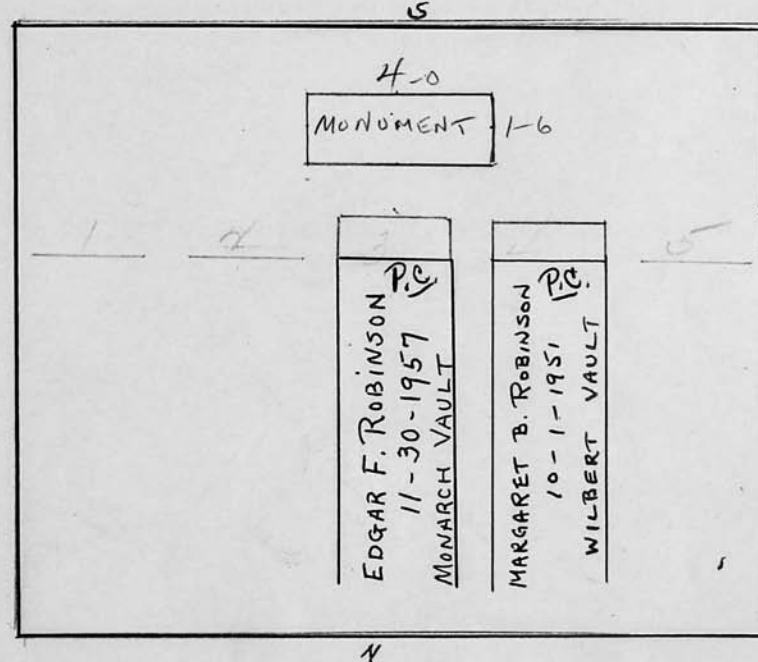 S
4-0
MONUMENT 1-6
1 2 3 4 5
P.C.
EDGAR F. ROBINSON
11-30-1957
MONARCH VAULT
P.C.
MARGARET B. ROBINSON
10-1-1951
WILBERT VAULT
N